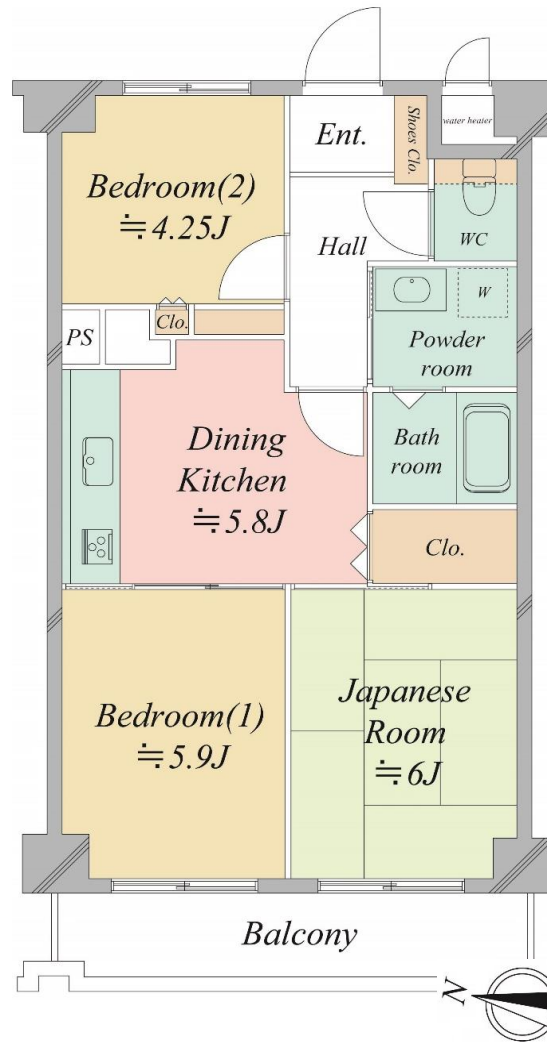 water heater
Ent.
Shoes Clo.
Bedroom(2)
≒4.25J
Hall
WC
W
PS
Clo.
Powder
room
Dining
Kitchen
≒5.8J
Bath
room
Clo.
Bedroom(1)
≒5.9J
Japanese
Room
≒6J
Balcony
N